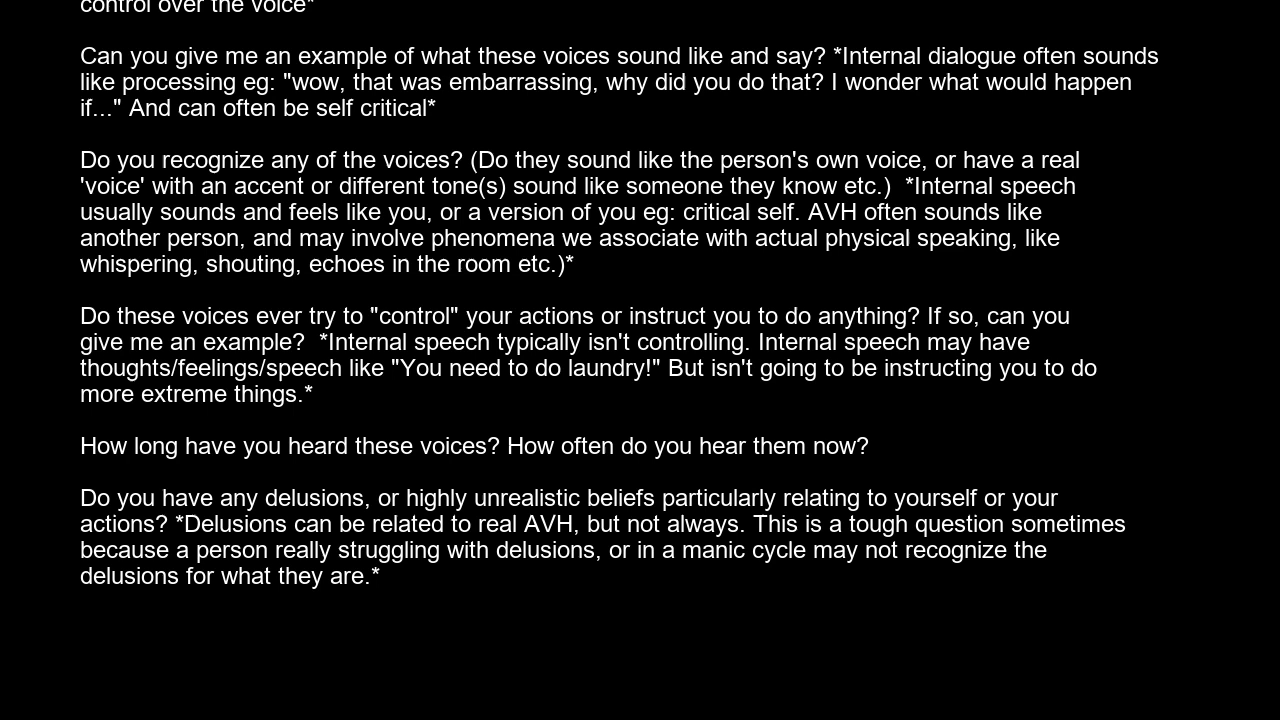 control over the voice*
Can you give me an example of what these voices sound like and say? *Internal dialogue often sounds
like processing eg: "wow, that was embarrassing, why did you do that? I wonder what would happen
if..." And can often be self critical*
Do you recognize any of the voices? (Do they sound like the person's own voice, or have a real
'voice' with an accent or different tone(s) sound like someone they know etc.)  *Internal speech
usually sounds and feels like you, or a version of you eg: critical self. AVH often sounds like
another person, and may involve phenomena we associate with actual physical speaking, like
whispering, shouting, echoes in the room etc.)*
Do these voices ever try to "control" your actions or instruct you to do anything? If so, can you
give me an example?  *Internal speech typically isn't controlling. Internal speech may have
thoughts/feelings/speech like "You need to do laundry!" But isn't going to be instructing you to do
more extreme things.*
How long have you heard these voices? How often do you hear them now?
Do you have any delusions, or highly unrealistic beliefs particularly relating to yourself or your
actions? *Delusions can be related to real AVH, but not always. This is a tough question sometimes
because a person really struggling with delusions, or in a manic cycle may not recognize the
delusions for what they are.*